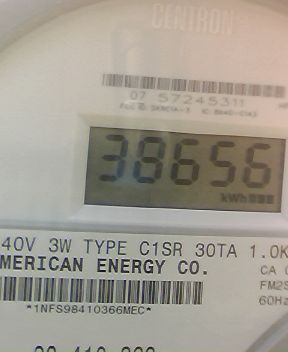 CENTRON
07 57245311
38656
kWh
40V 3W TYPE C1SR 30TA 1.0K
MERICAN ENERGY CO.
CA
FM2S
60Hz
*1NFS98410366MEC*